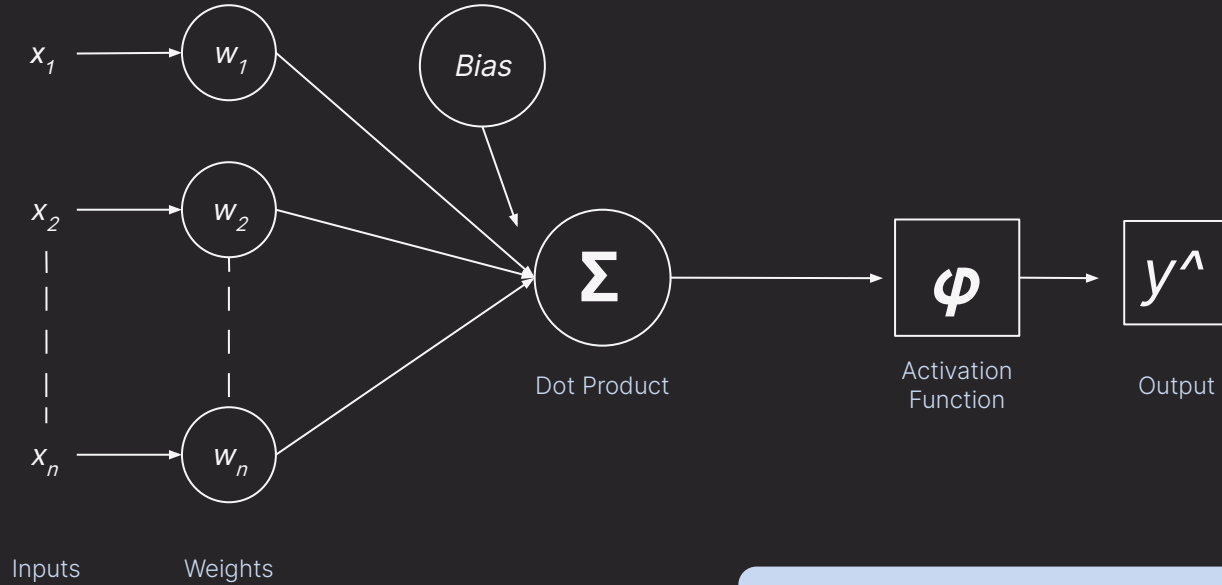 x1
w1
Bias
x2
w2
Σ
φ
y^
Dot Product
Activation
Function
Output
xn
wn
Inputs
Weights